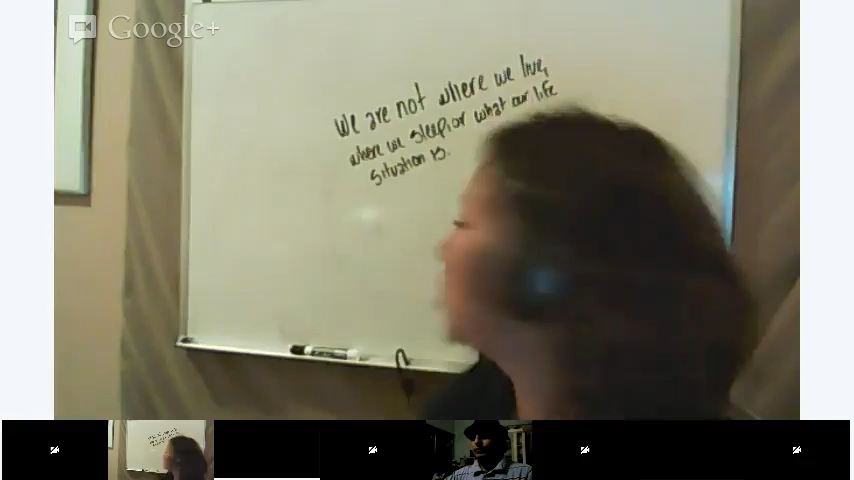 Google+
We are not where we live,
where we sleep, or what our life
situation is.